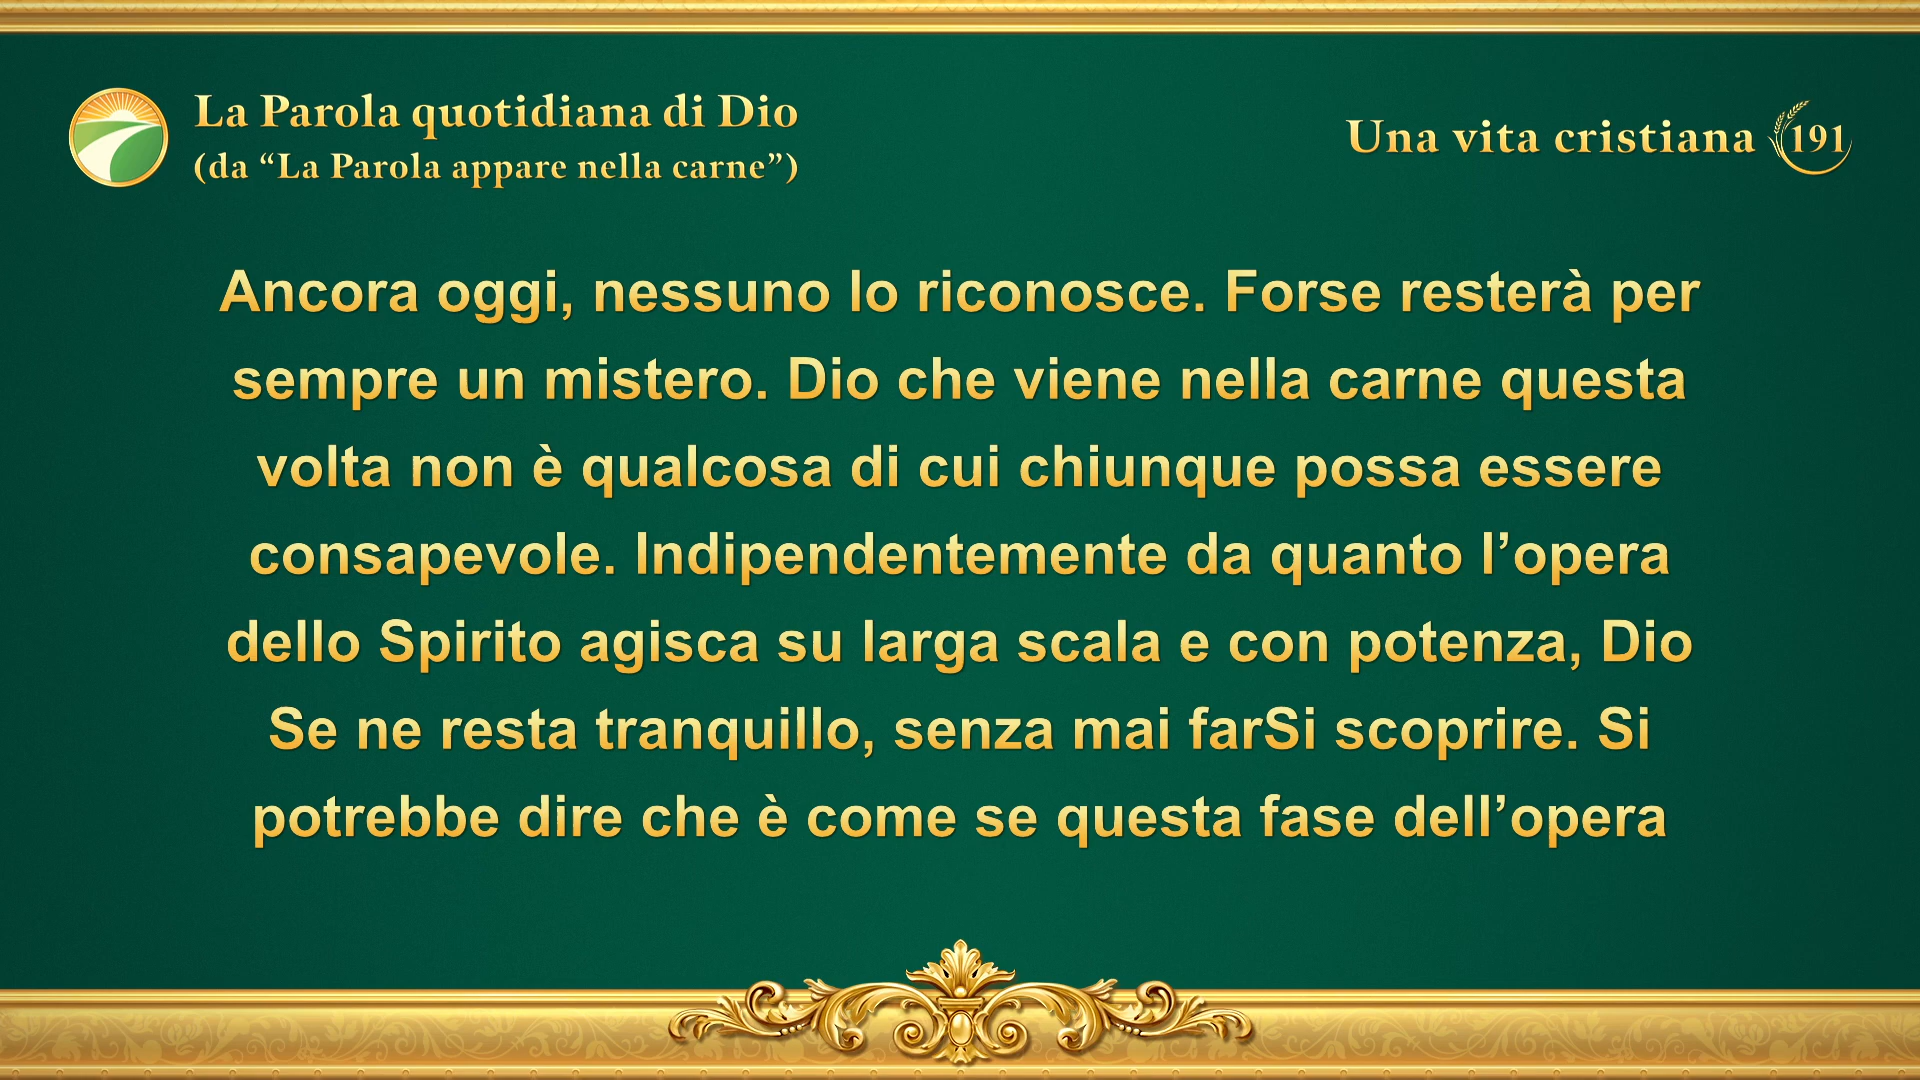 La Parola quotidiana di Dio
(da “La Parola appare nella carne”)
Una vita cristiana 191
Ancora oggi, nessuno lo riconosce. Forse resterà per
sempre un mistero. Dio che viene nella carne questa
volta non è qualcosa di cui chiunque possa essere
consapevole. Indipendentemente da quanto l’opera
dello Spirito agisca su larga scala e con potenza, Dio
Se ne resta tranquillo, senza mai farSi scoprire. Si
potrebbe dire che è come se questa fase dell’opera